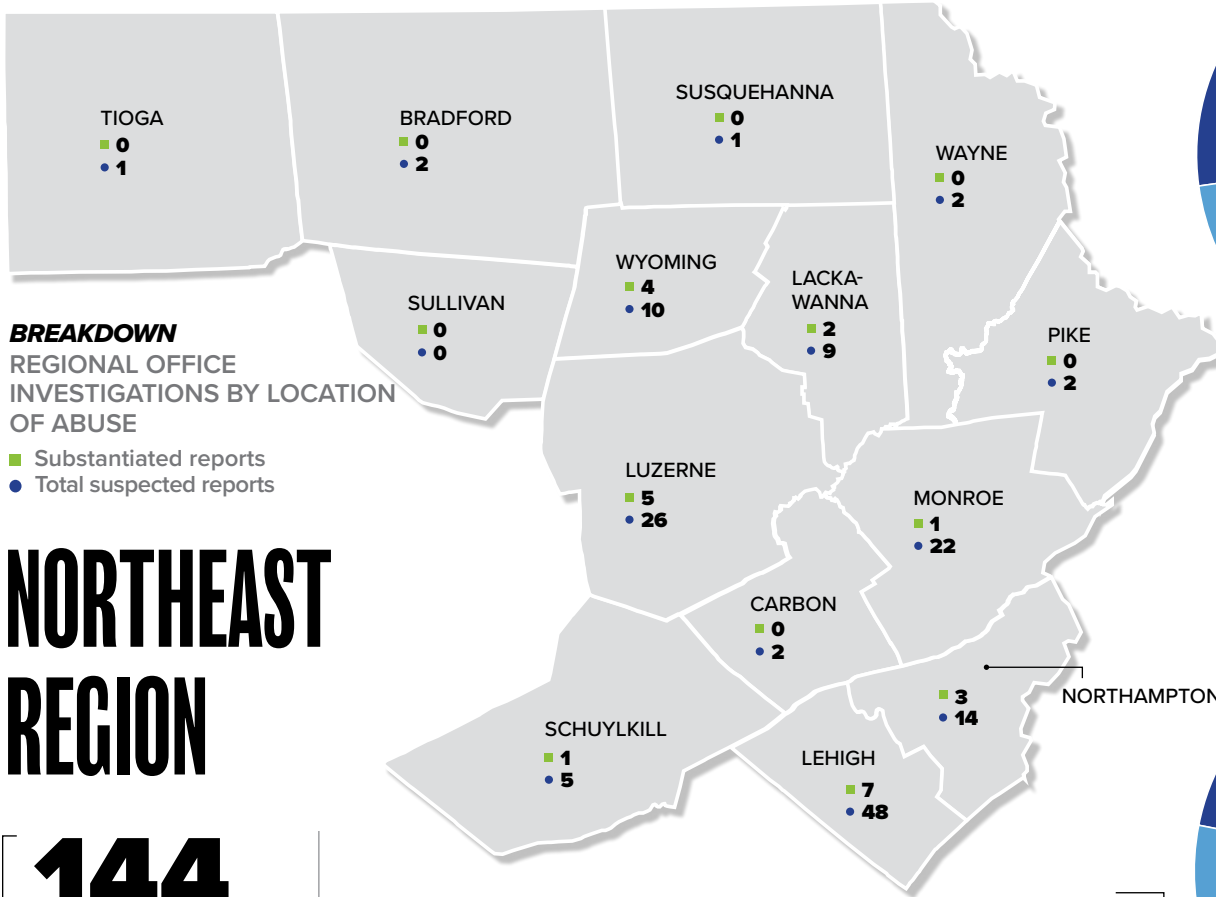 TIOGA
0
1
BRADFORD
0
2
SUSQUEHANNA
0
1
WAYNE
0
2
SULLIVAN
0
0
WYOMING
4
10
LACKA-
WANNA
2
9
PIKE
0
2
BREAKDOWN
REGIONAL OFFICE
INVESTIGATIONS BY LOCATION
OF ABUSE
Substantiated reports
Total suspected reports
LUZERNE
5
26
MONROE
1
22
CARBON
0
2
NORTHAMPTON
3
14
SCHUYLKILL
1
5
LEHIGH
7
48
NORTHEAST
REGION
144